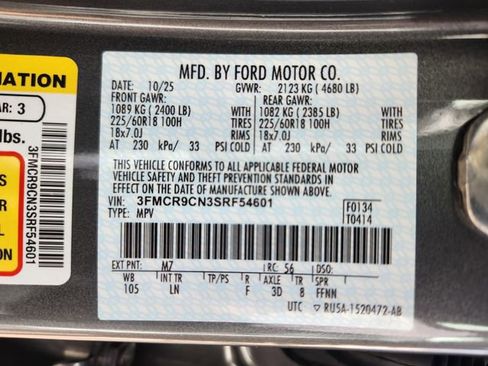 MATION
AR: 3
lbs.
S
S
ER
L
ON
3FMCR9CN3SRF54601
MFD. BY FORD MOTOR CO.
DATE: 10/25 GVWR: 2123 KG ( 4680 LB)
FRONT GAWR: REAR GAWR:
1089 KG ( 2400 LB) WITH 1082 KG ( 2385 LB) WITH
225/60R18 100H TIRES 225/60R18 100H TIRES
18x7.0J RIMS 18x7.0J RIMS
AT 230 kPa/ 33 PSI COLD AT 230 kPa/ 33 PSI COLD
THIS VEHICLE CONFORMS TO ALL APPLICABLE FEDERAL MOTOR
VEHICLE SAFETY AND THEFT PREVENTION STANDARDS IN EFFECT
ON THE DATE OF MANUFACTURE SHOWN ABOVE.
VIN: 3FMCR9CN3SRF54601 F0134
TYPE: MPV T0414
EXT PNT: M7 RC: 56 DSO:
WB INT TR TP/PS R AXLE TR SPR
105 LN F 3D 8 FFNN
UTC ▽ RU5A-1520472-AB